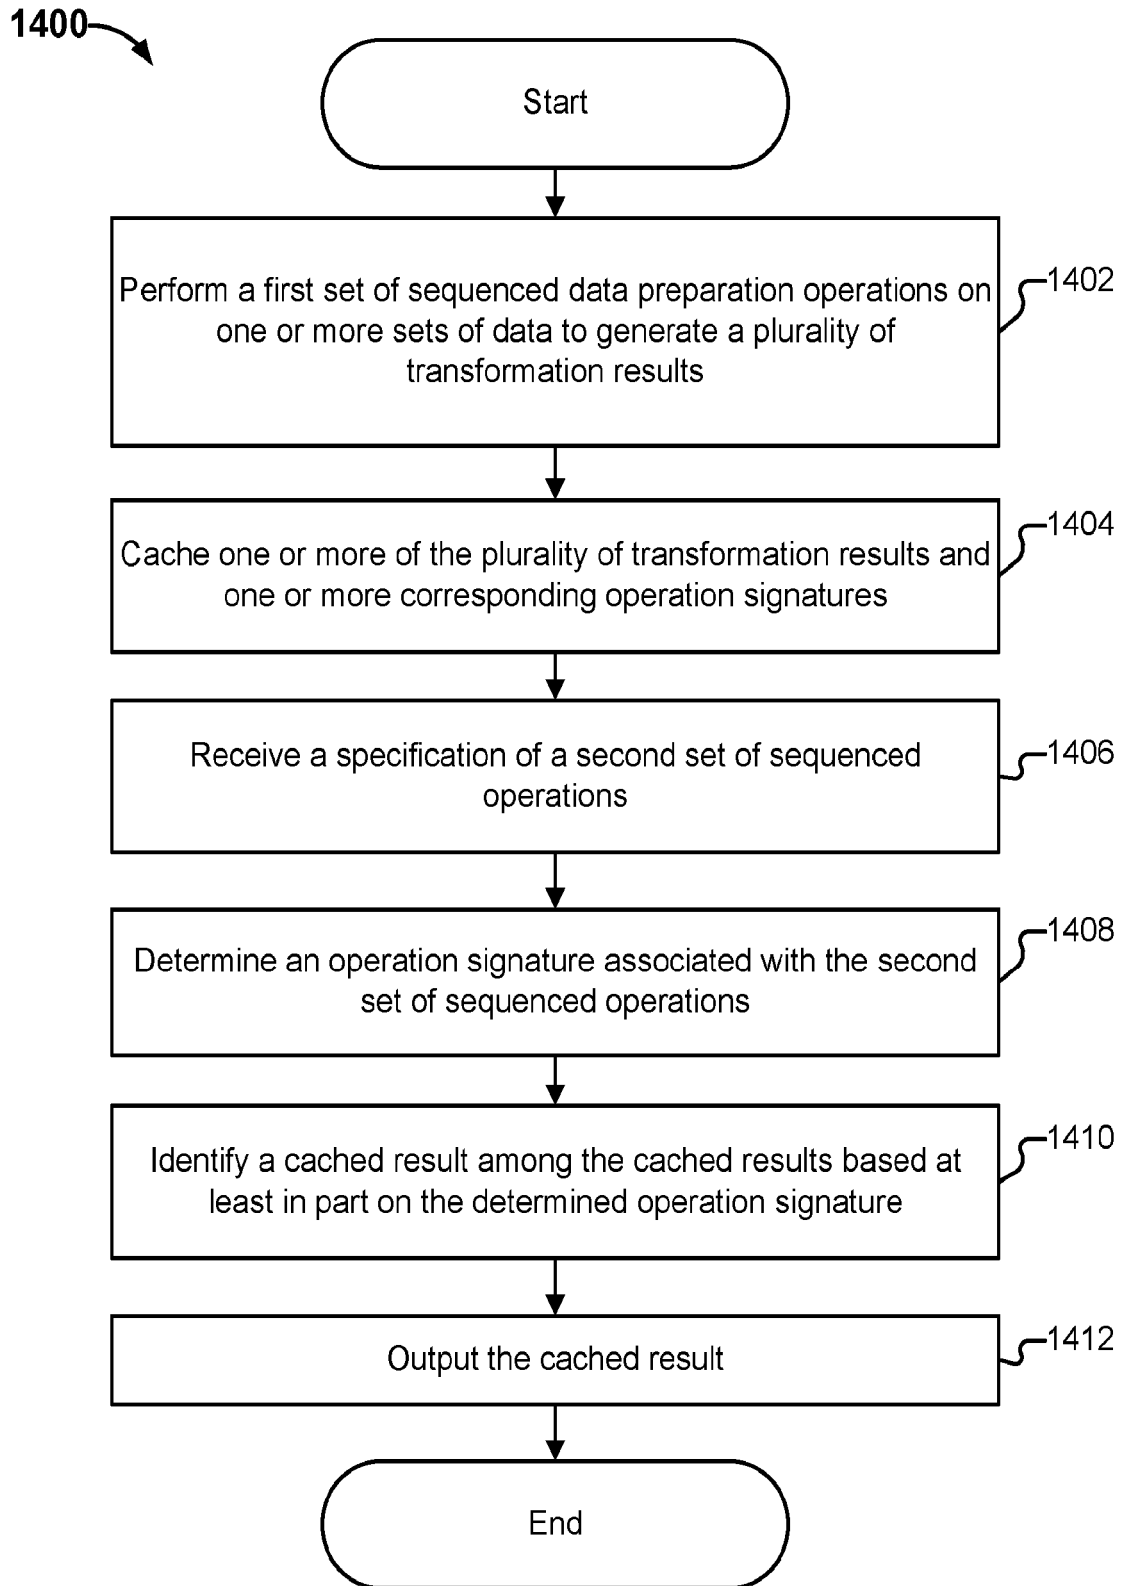 1400
Start
Perform a first set of sequenced data preparation operations on
one or more sets of data to generate a plurality of
transformation results
1402
Cache one or more of the plurality of transformation results and
one or more corresponding operation signatures
1404
Receive a specification of a second set of sequenced
operations
1406
Determine an operation signature associated with the second
set of sequenced operations
1408
Identify a cached result among the cached results based at
least in part on the determined operation signature
1410
Output the cached result
1412
End